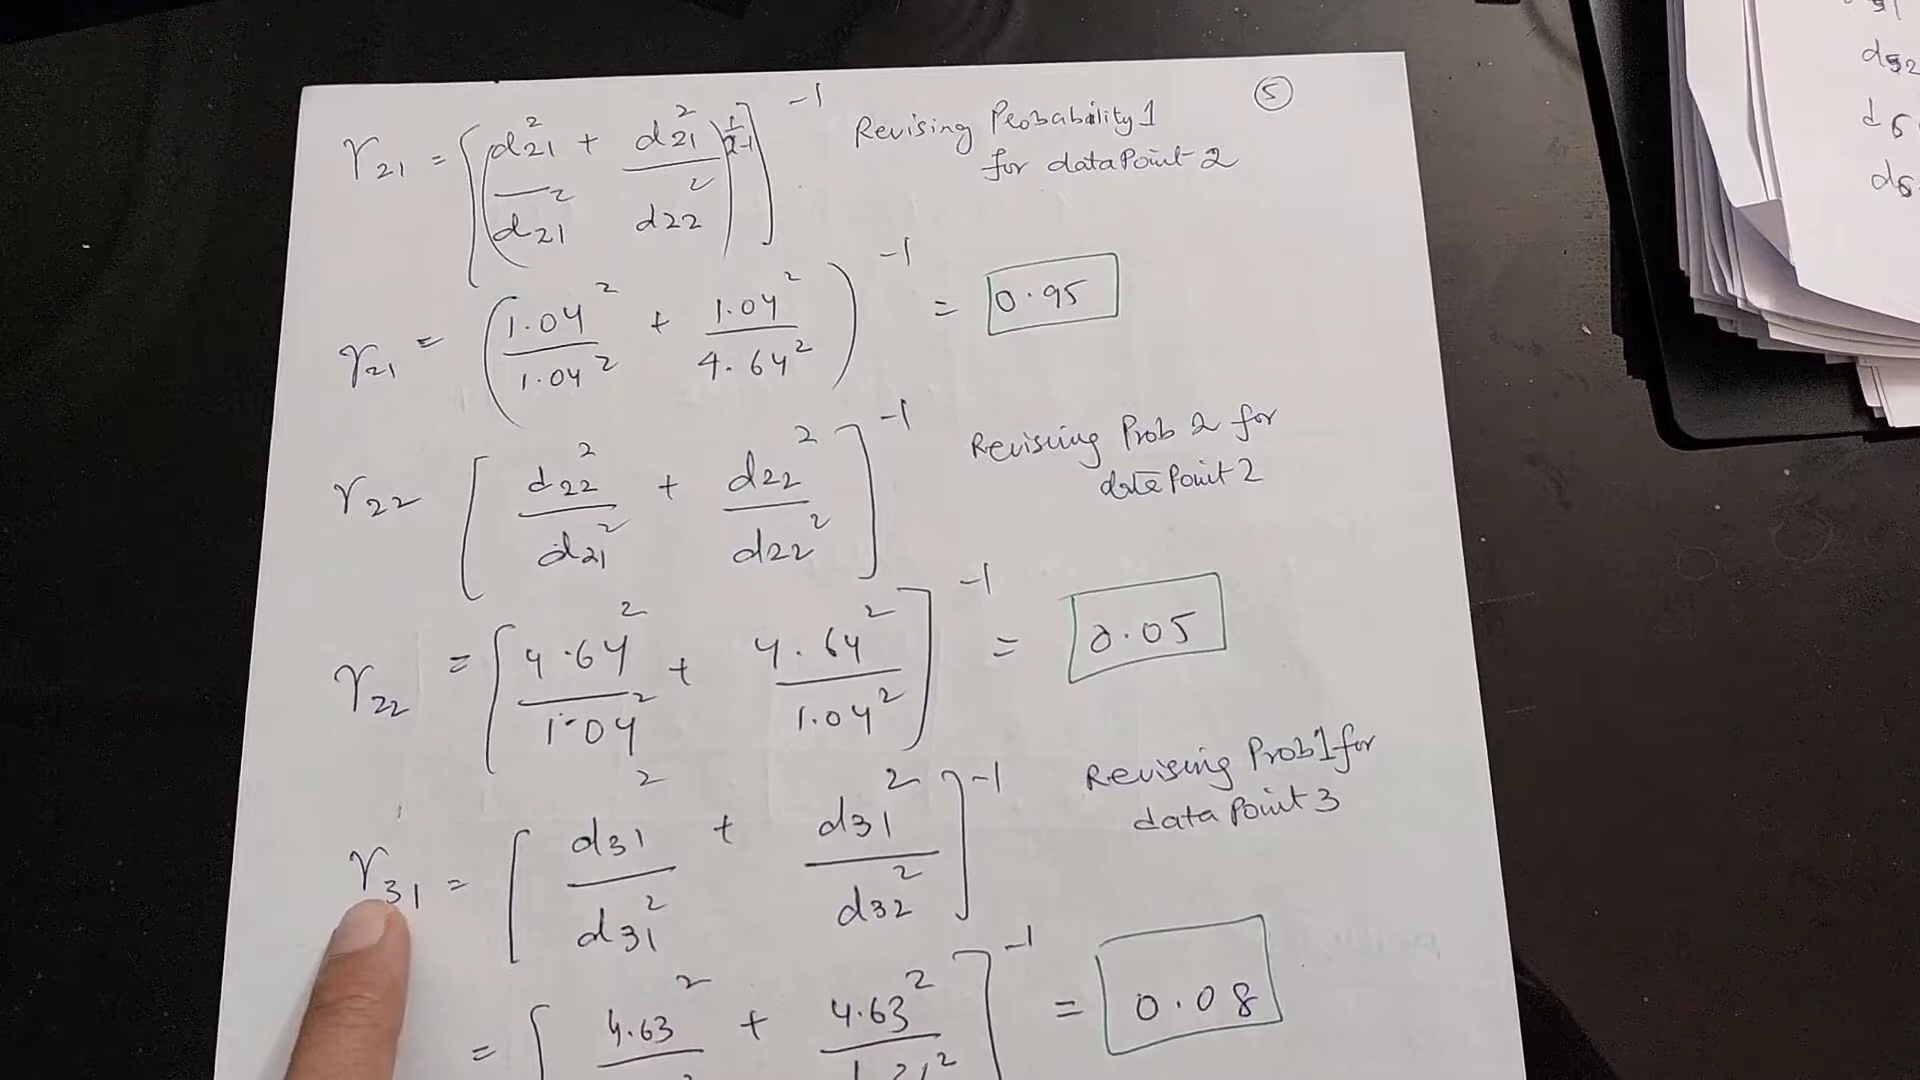 5
γ21 = [(d21²/d21² + d21²/d22²)^(1/2-1)]^-1 Revising Probability 1
for data Point 2
γ21 = (1.04²/1.04² + 1.04²/4.64²)^-1 = 0.95
γ22 [d22²/d21² + d22²/d22²]^-1 Revising Prob 2 for
data Point 2
γ22 = [4.64²/1.04² + 4.64²/1.04²]^-1 = 0.05
γ31 = [d31²/d31² + d31²/d32²]^-1 Revising Prob 1 for
data Point 3
= [4.63² + 4.63²]^-1 = 0.08
d52